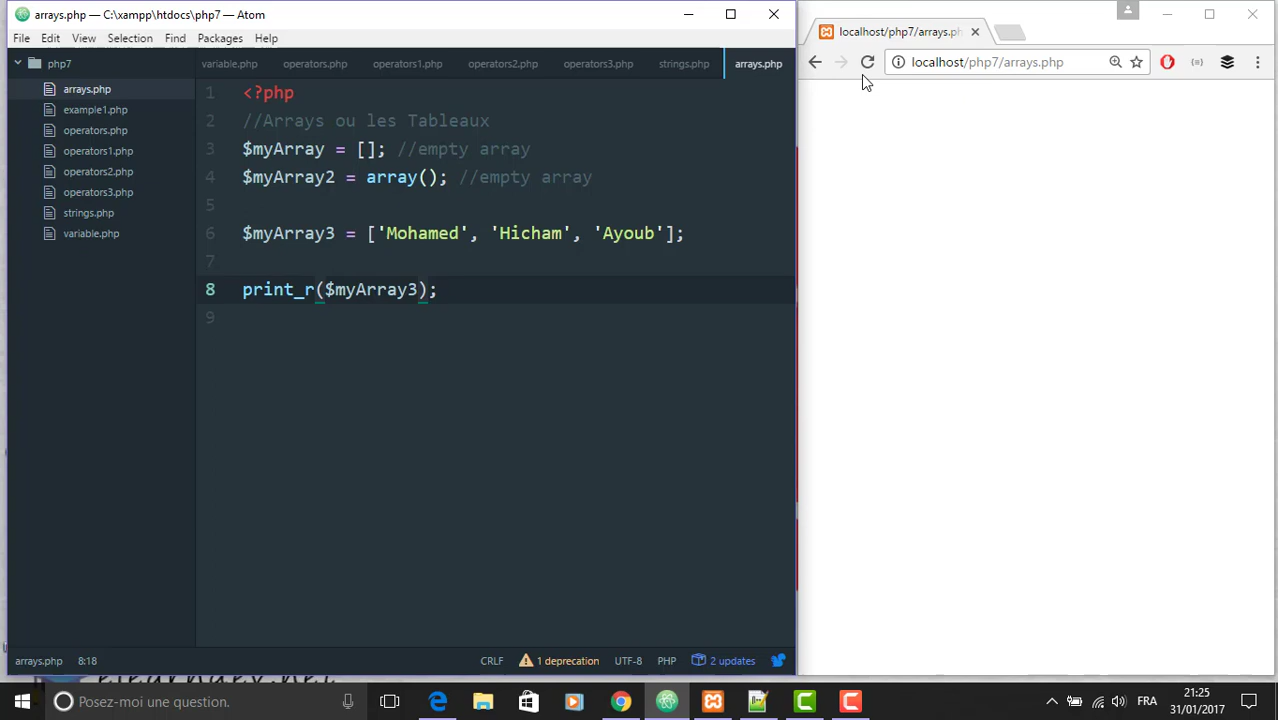 arrays.php — C:\xampp\htdocs\php7 — Atom
File Edit View Selection Find Packages Help
php7
arrays.php
example1.php
operators.php
operators1.php
operators2.php
operators3.php
strings.php
variable.php
variable.php operators.php operators1.php operators2.php operators3.php strings.php arrays.php
1 <?php
2 //Arrays ou les Tableaux
3 $myArray = []; //empty array
4 $myArray2 = array(); //empty array
5
6 $myArray3 = ['Mohamed', 'Hicham', 'Ayoub'];
7
8 print_r($myArray3);
9
arrays.php 8:18 CRLF 1 deprecation UTF-8 PHP 2 updates
localhost/php7/arrays.ph
localhost/php7/arrays.php
Posez-moi une question.
FRA
21:25
31/01/2017